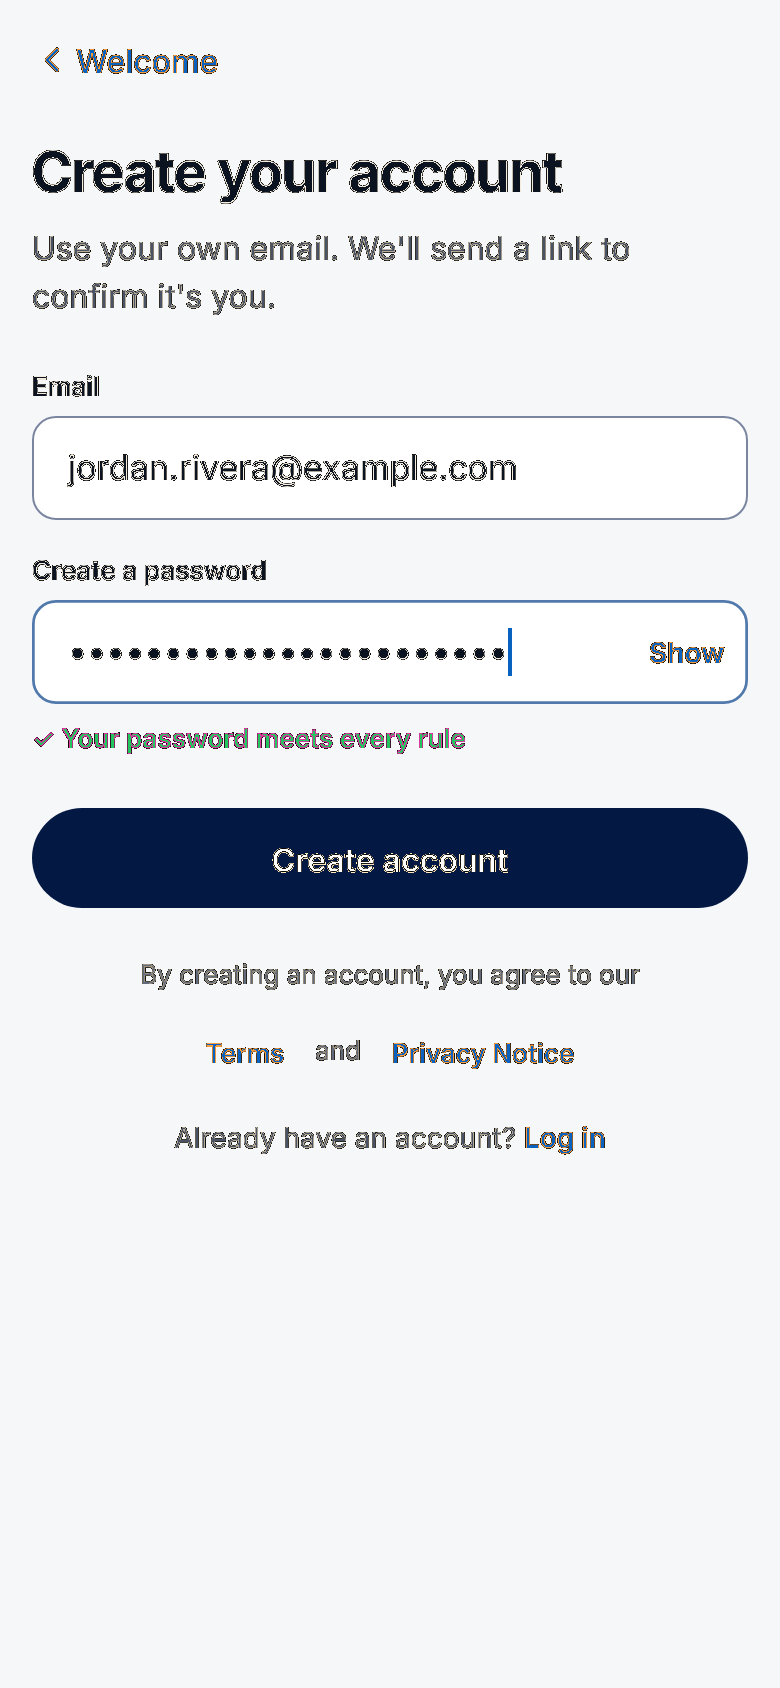 Welcome
Create your account
Use your own email. We'll send a link to
confirm it's you.
Email
jordan.rivera@example.com
Create a password
•••••••••••••••••••••••
Show
✓ Your password meets every rule
Create account
By creating an account, you agree to our
Terms and Privacy Notice
Already have an account? Log in